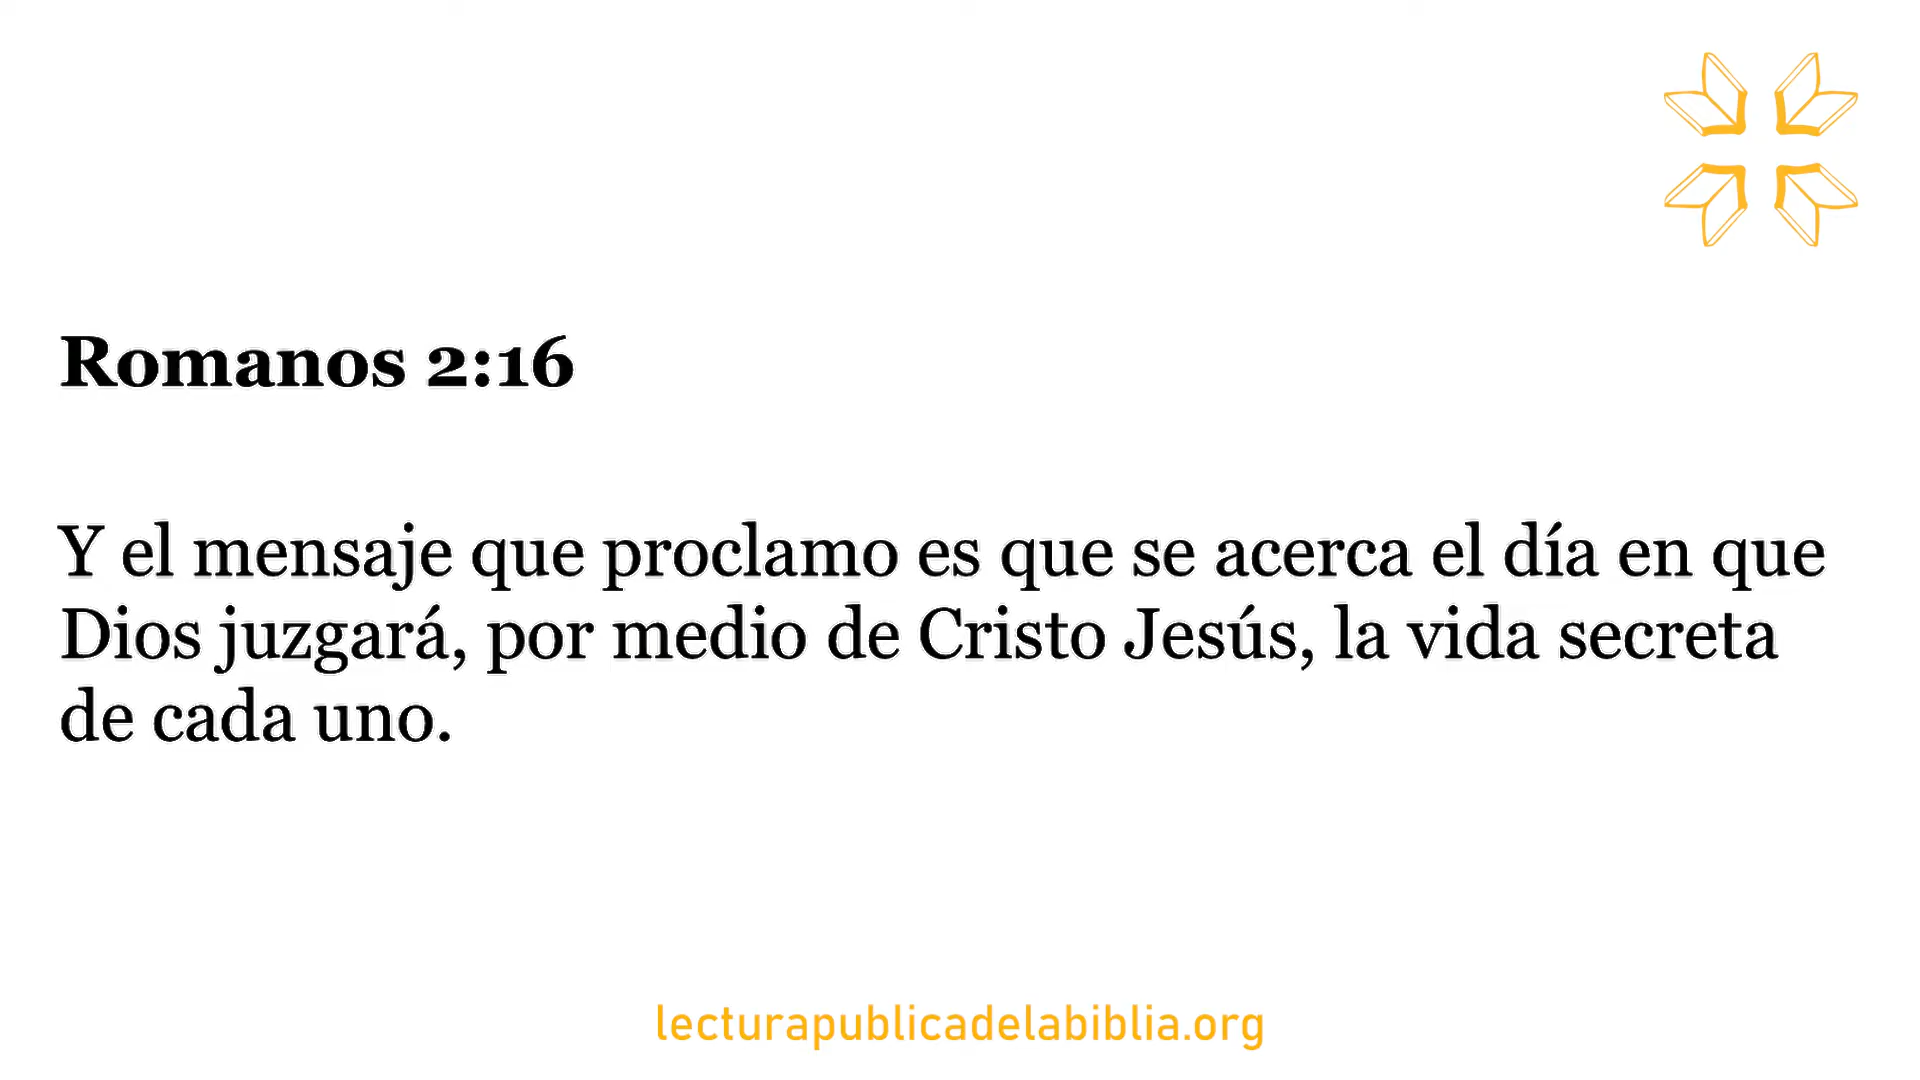 Romanos 2:16
Y el mensaje que proclamo es que se acerca el día en que
Dios juzgará, por medio de Cristo Jesús, la vida secreta
de cada uno.
lecturapublicadelabiblia.org